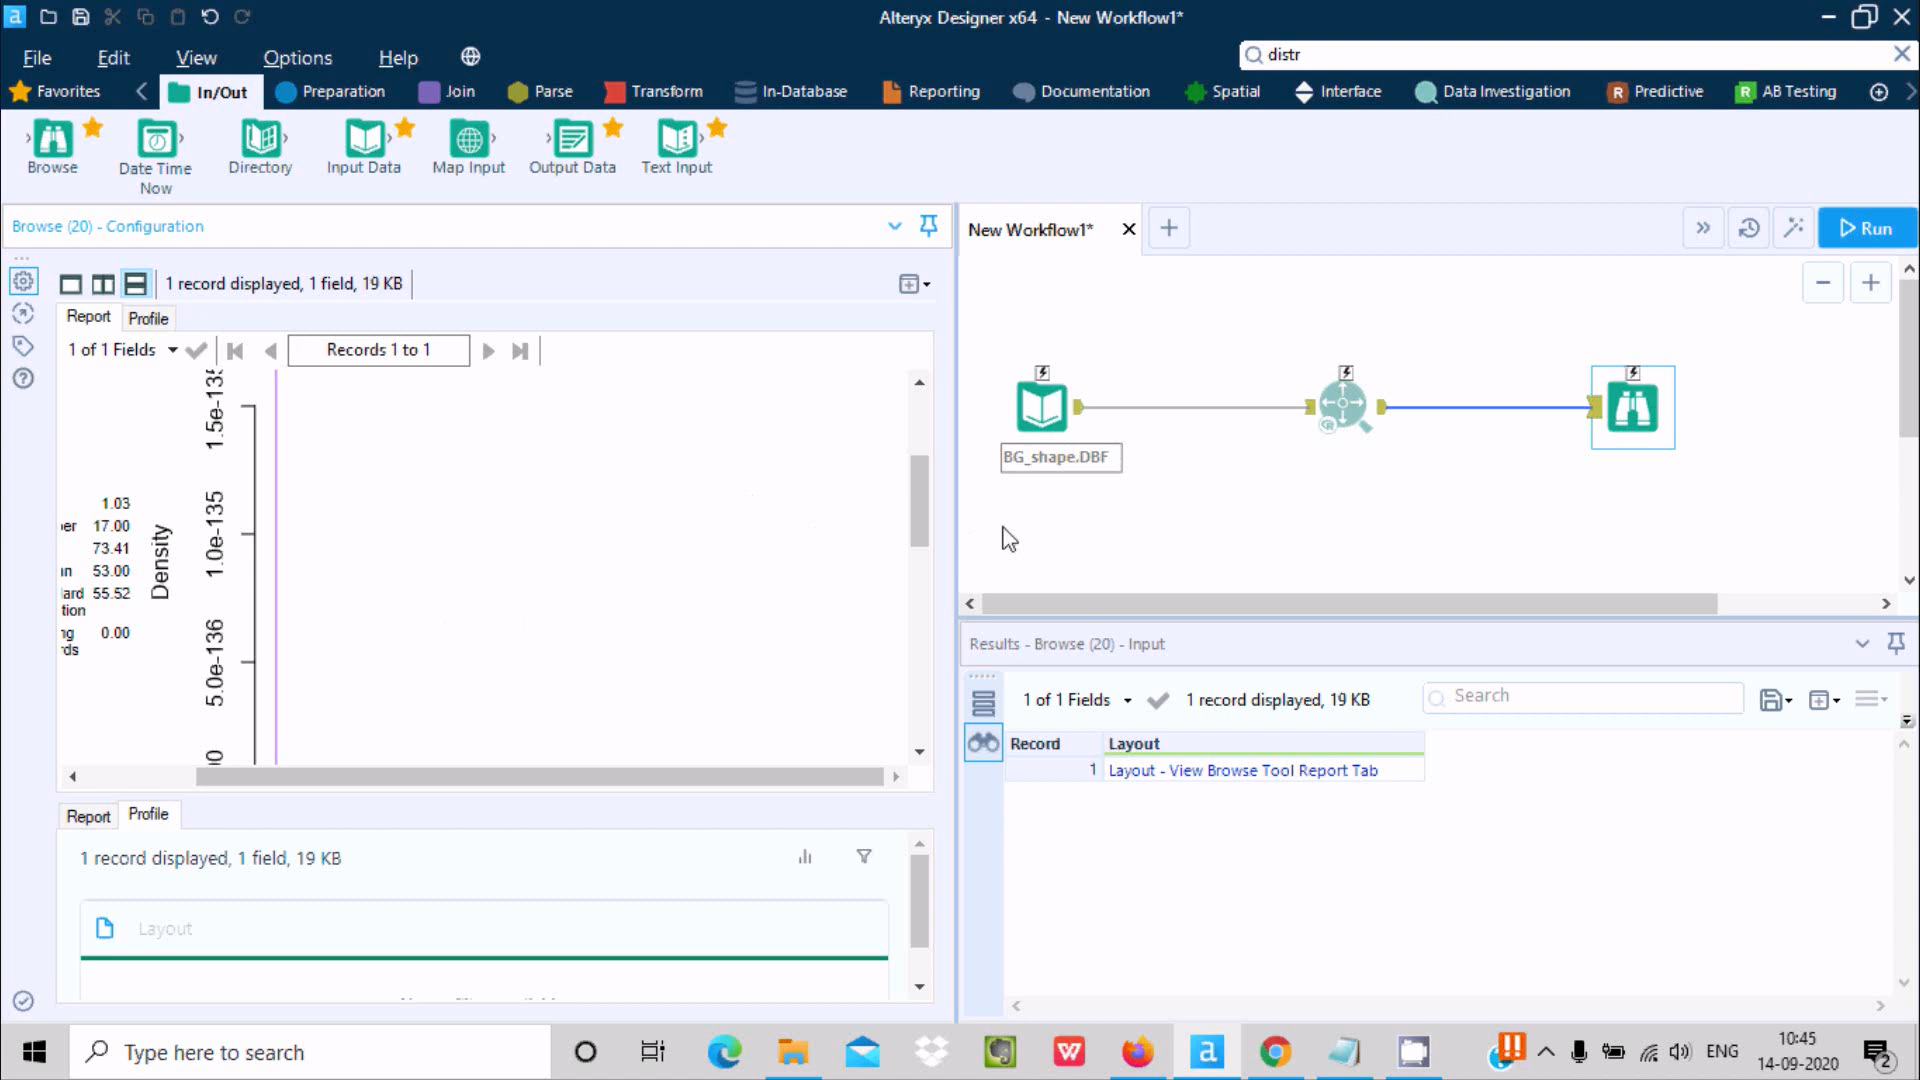 Alteryx Designer x64 - New Workflow1*
File Edit View Options Help
distr
Favorites In/Out Preparation Join Parse Transform In-Database Reporting Documentation Spatial Interface Data Investigation Predictive AB Testing
Browse Date Time Now Directory Input Data Map Input Output Data Text Input
Browse (20) - Configuration
1 record displayed, 1 field, 19 KB
Report Profile
1 of 1 Fields Records 1 to 1
1.03
17.00
73.41
53.00
55.52
0.00
Density
1.0e-135
5.0e-136
Report Profile
1 record displayed, 1 field, 19 KB
Layout
New Workflow1*
Run
BG_shape.DBF
Results - Browse (20) - Input
1 of 1 Fields 1 record displayed, 19 KB Search
Record Layout
1 Layout - View Browse Tool Report Tab
Type here to search
ENG
10:45
14-09-2020
2